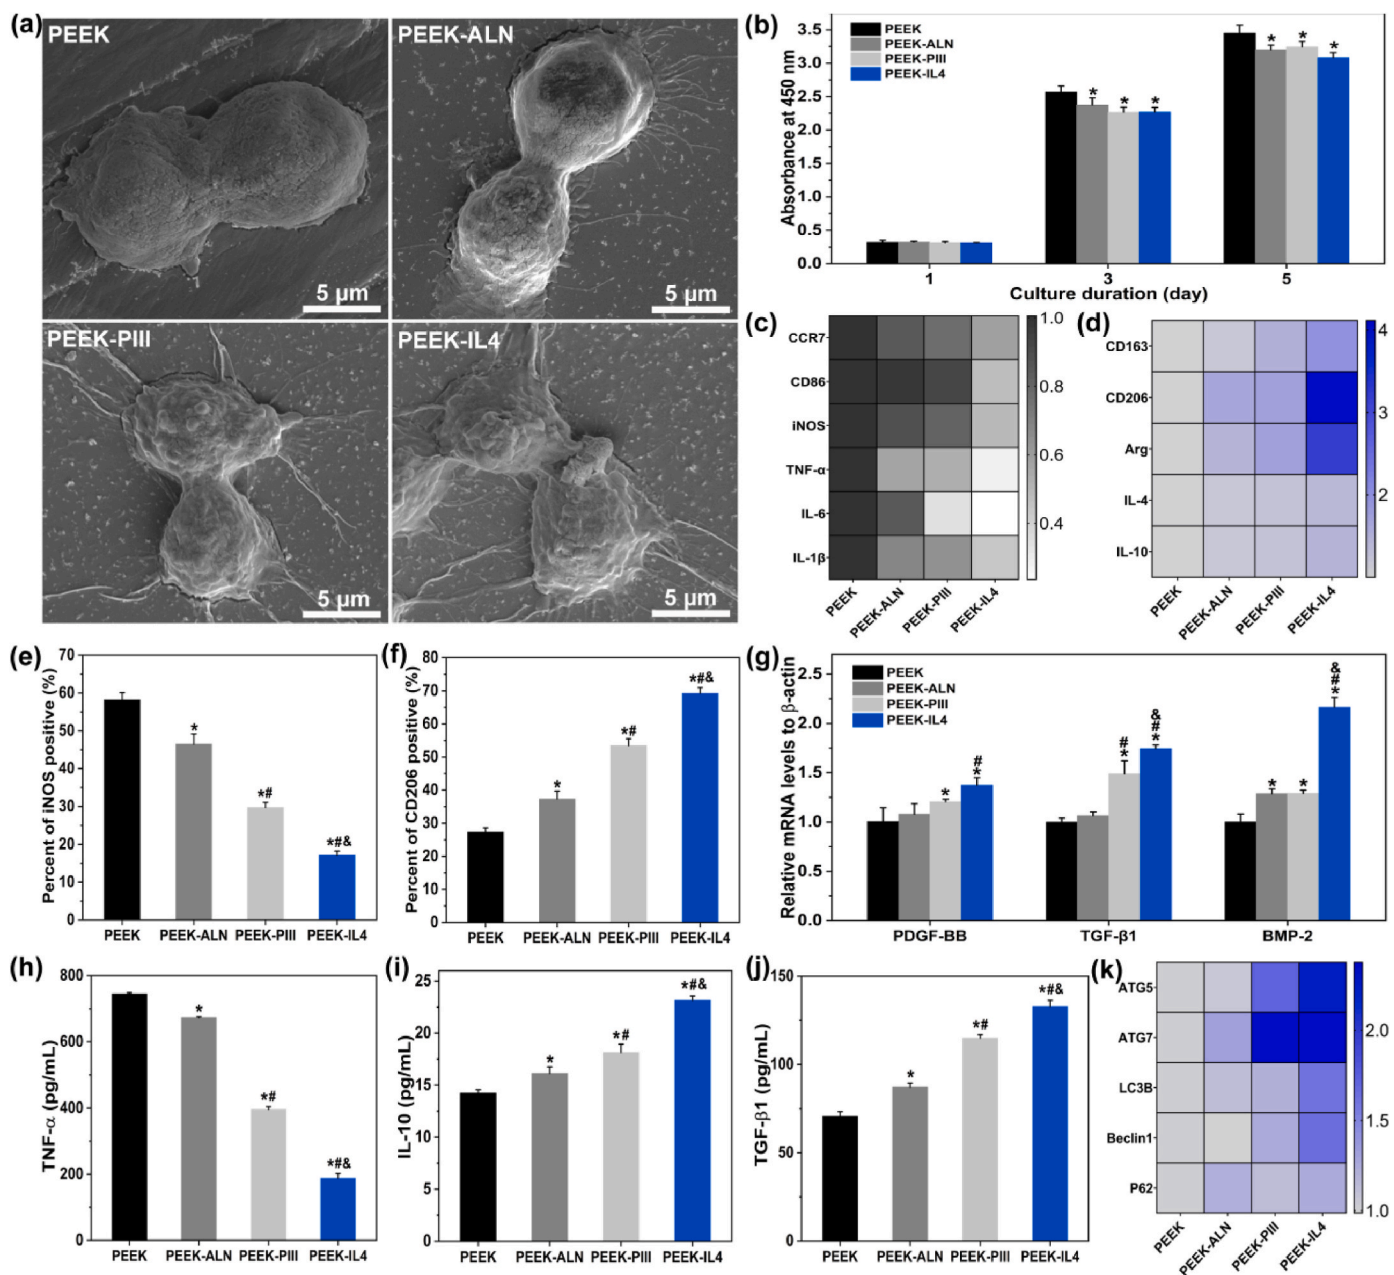 (a)
PEEK
5 µm
PEEK-ALN
5 µm
PEEK-PIII
5 µm
PEEK-IL4
5 µm
(b)
Absorbance at 450 nm
3.5
3.0
2.5
2.0
1.5
1.0
0.5
0.0
PEEK
PEEK-ALN
PEEK-PIII
PEEK-IL4
* * *
* * *
1 3 5
Culture duration (day)
(c)
CCR7
CD86
iNOS
TNF-α
IL-6
IL-1β
PEEK PEEK-ALN PEEK-PIII PEEK-IL4
1.0
0.8
0.6
0.4
(d)
CD163
CD206
Arg
IL-4
IL-10
PEEK PEEK-ALN PEEK-PIII PEEK-IL4
4
3
2
(e)
Percent of iNOS positive (%)
70
60
50
40
30
20
10
0
*
*#
*#&
PEEK PEEK-ALN PEEK-PIII PEEK-IL4
(f)
Percent of CD206 positive (%)
80
70
60
50
40
30
20
10
0
*
*#
*#&
PEEK PEEK-ALN PEEK-PIII PEEK-IL4
(g)
Relative mRNA levels to β-actin
2.5
2.0
1.5
1.0
0.5
0.0
PEEK
PEEK-ALN
PEEK-PIII
PEEK-IL4
*
#
*
#
*
&
#
*
* *
&
#
*
PDGF-BB TGF-β1 BMP-2
(h)
TNF-α (pg/mL)
800
600
400
200
0
*
*#
*#&
PEEK PEEK-ALN PEEK-PIII PEEK-IL4
(i)
IL-10 (pg/mL)
25
20
15
10
5
0
*
*#
*#&
PEEK PEEK-ALN PEEK-PIII PEEK-IL4
(j)
TGF-β1 (pg/mL)
150
100
50
0
*
*#
*#&
PEEK PEEK-ALN PEEK-PIII PEEK-IL4
(k)
ATG5
ATG7
LC3B
Beclin1
P62
PEEK PEEK-ALN PEEK-PIII PEEK-IL4
2.0
1.5
1.0